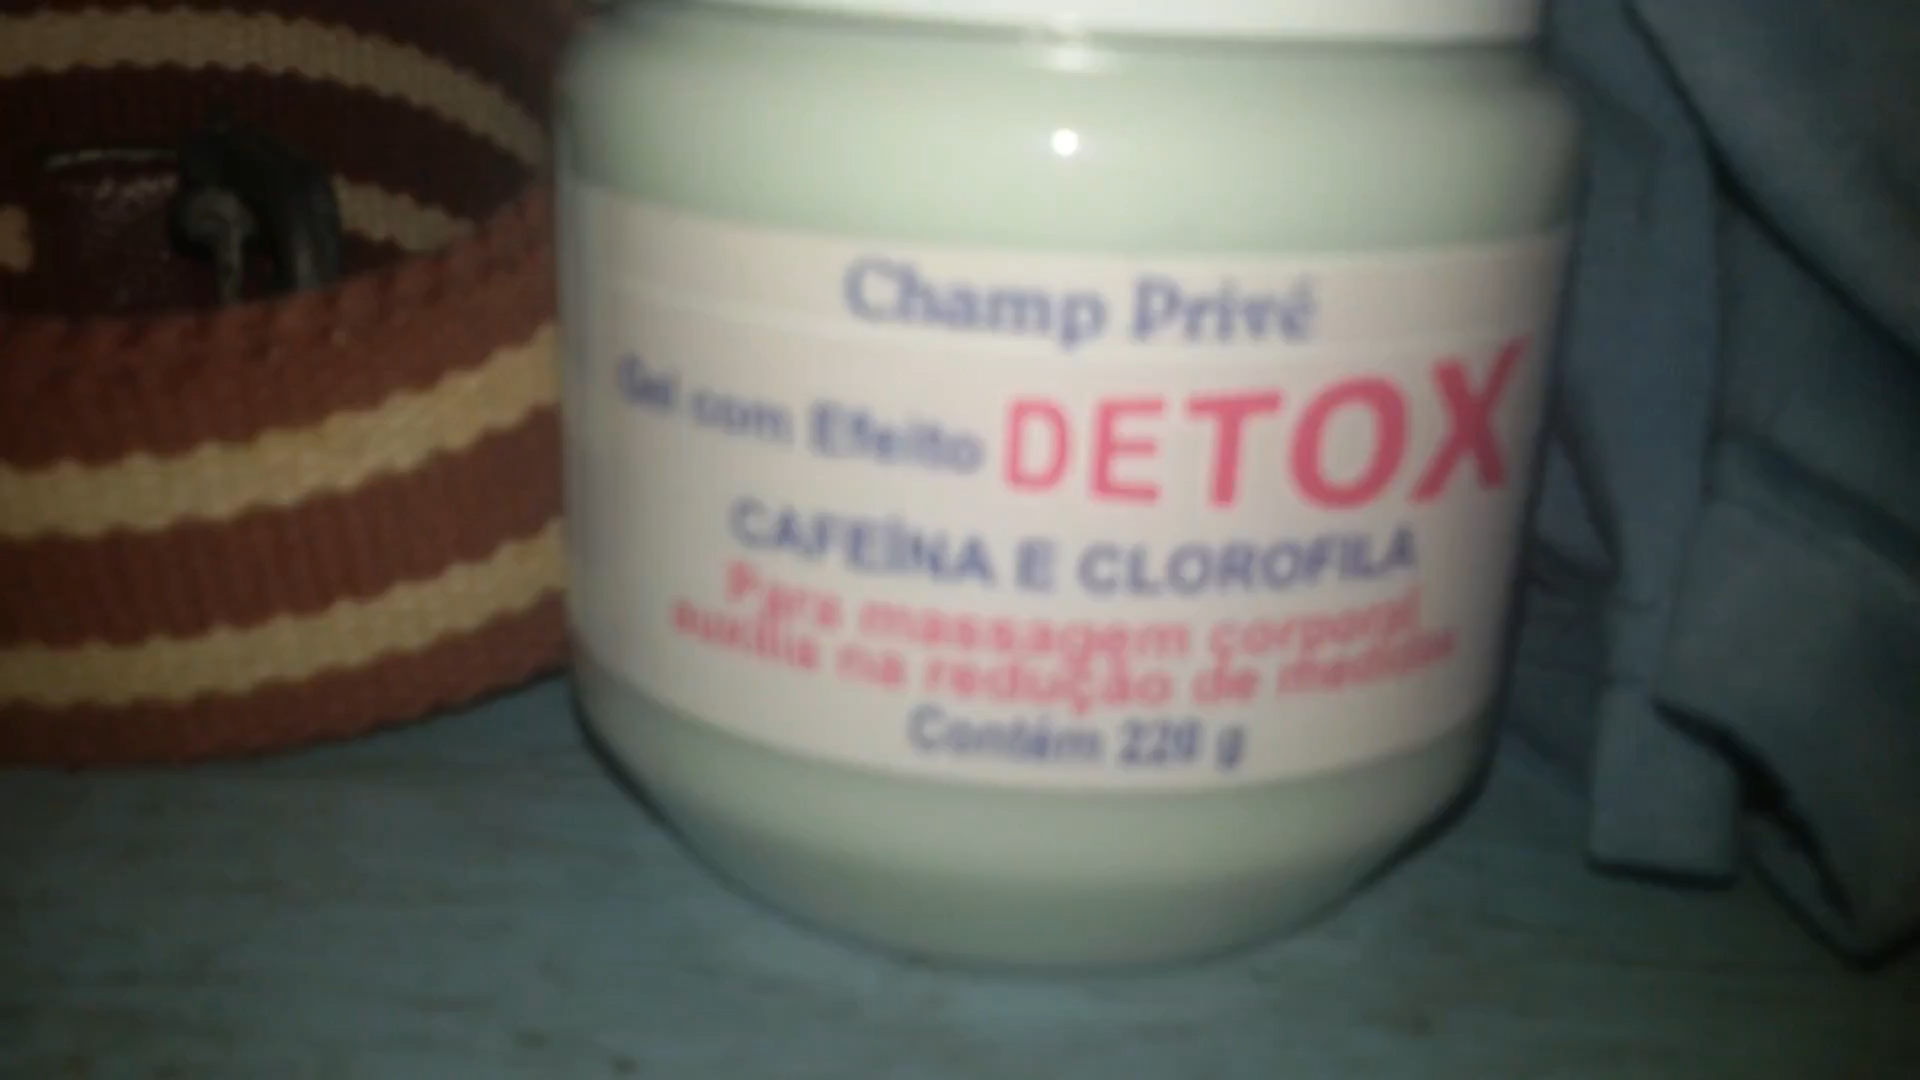 Champ Privé
Gel com Efeito DETOX
CAFEÍNA E CLOROFILA
Para massagem corporal
auxilia na redução de medidas
Contém 220 g